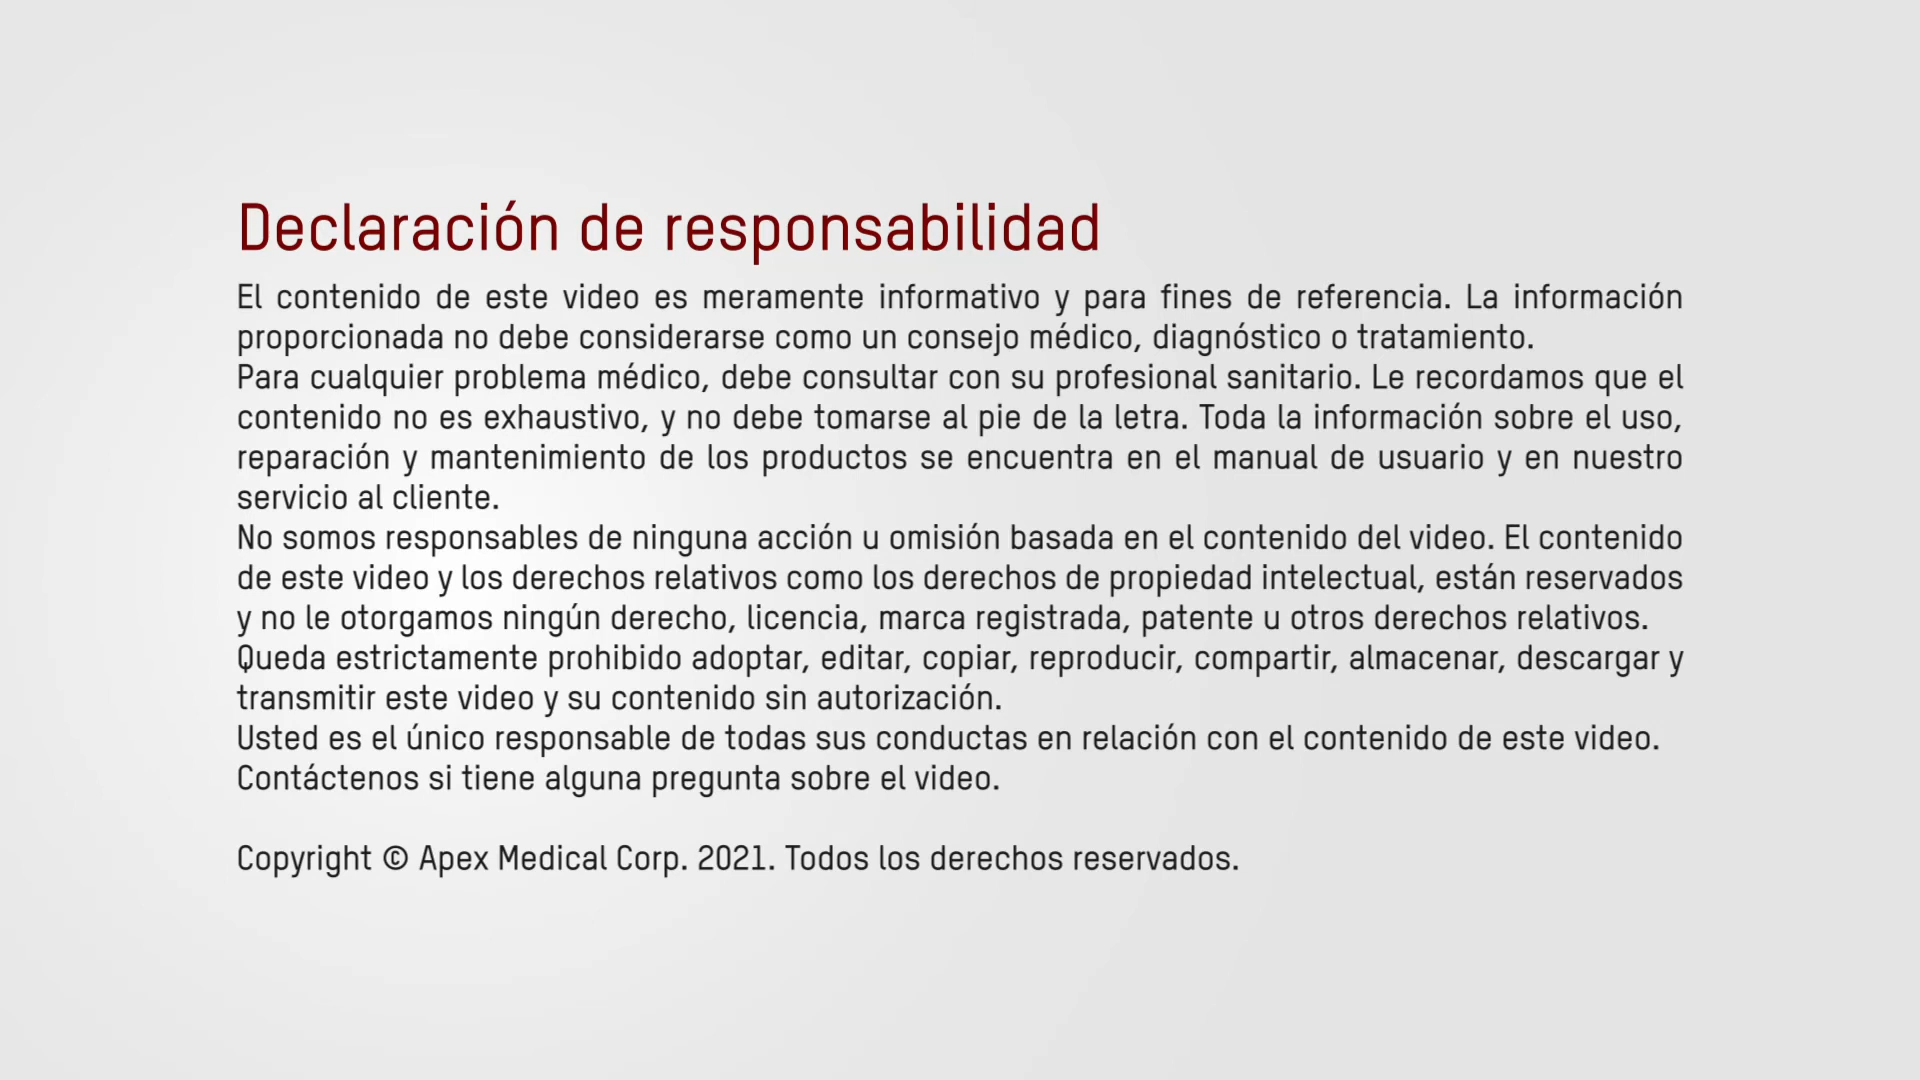 Declaración de responsabilidad
El contenido de este video es meramente informativo y para fines de referencia. La información
proporcionada no debe considerarse como un consejo médico, diagnóstico o tratamiento.
Para cualquier problema médico, debe consultar con su profesional sanitario. Le recordamos que el
contenido no es exhaustivo, y no debe tomarse al pie de la letra. Toda la información sobre el uso,
reparación y mantenimiento de los productos se encuentra en el manual de usuario y en nuestro
servicio al cliente.
No somos responsables de ninguna acción u omisión basada en el contenido del video. El contenido
de este video y los derechos relativos como los derechos de propiedad intelectual, están reservados
y no le otorgamos ningún derecho, licencia, marca registrada, patente u otros derechos relativos.
Queda estrictamente prohibido adoptar, editar, copiar, reproducir, compartir, almacenar, descargar y
transmitir este video y su contenido sin autorización.
Usted es el único responsable de todas sus conductas en relación con el contenido de este video.
Contáctenos si tiene alguna pregunta sobre el video.
Copyright © Apex Medical Corp. 2021. Todos los derechos reservados.